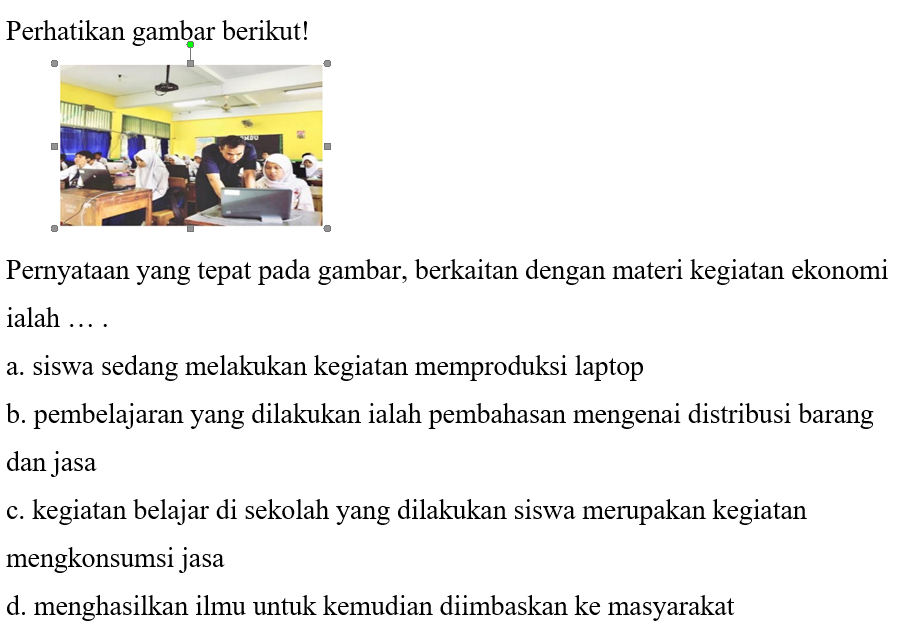 Perhatikan gambar berikut!
Pernyataan yang tepat pada gambar, berkaitan dengan materi kegiatan ekonomi
ialah … .
a. siswa sedang melakukan kegiatan memproduksi laptop
b. pembelajaran yang dilakukan ialah pembahasan mengenai distribusi barang
dan jasa
c. kegiatan belajar di sekolah yang dilakukan siswa merupakan kegiatan
mengkonsumsi jasa
d. menghasilkan ilmu untuk kemudian diimbaskan ke masyarakat